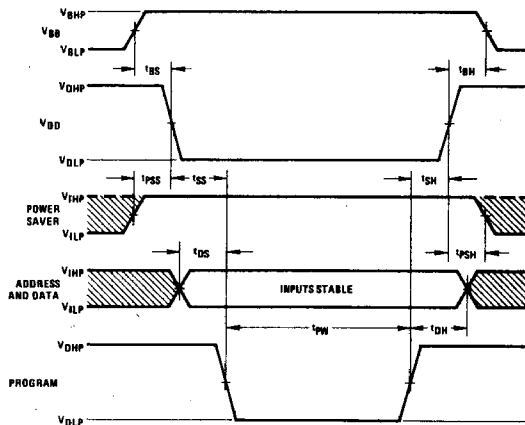 VBHP
VBB
VBLP
tBS
tBH
VDHP
VDD
VDLP
tPSS
tSS
tSH
VIHP
POWER
SAVER
VILP
tDS
tPSH
VIHP
ADDRESS
AND DATA
INPUTS STABLE
VILP
tPW
tDH
VDHP
PROGRAM
VDLP